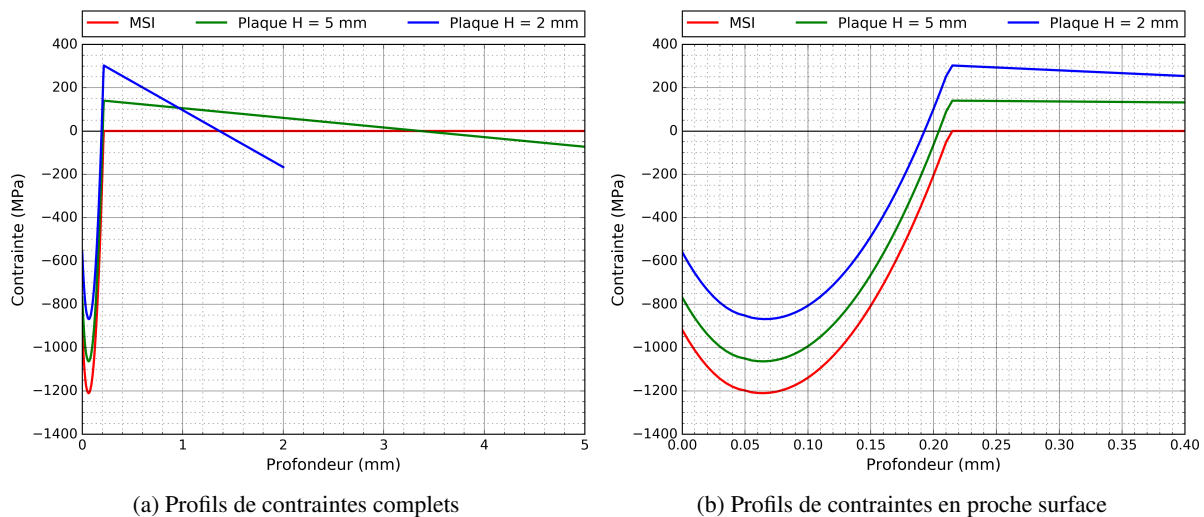 MSI Plaque H = 5 mm Plaque H = 2 mm
400
200
0
−200
−400
−600
−800
−1000
−1200
−1400
Contrainte (MPa)
0 1 2 3 4 5
Profondeur (mm)
(a) Profils de contraintes complets
MSI Plaque H = 5 mm Plaque H = 2 mm
400
200
0
−200
−400
−600
−800
−1000
−1200
−1400
Contrainte (MPa)
0.00 0.05 0.10 0.15 0.20 0.25 0.30 0.35 0.40
Profondeur (mm)
(b) Profils de contraintes en proche surface